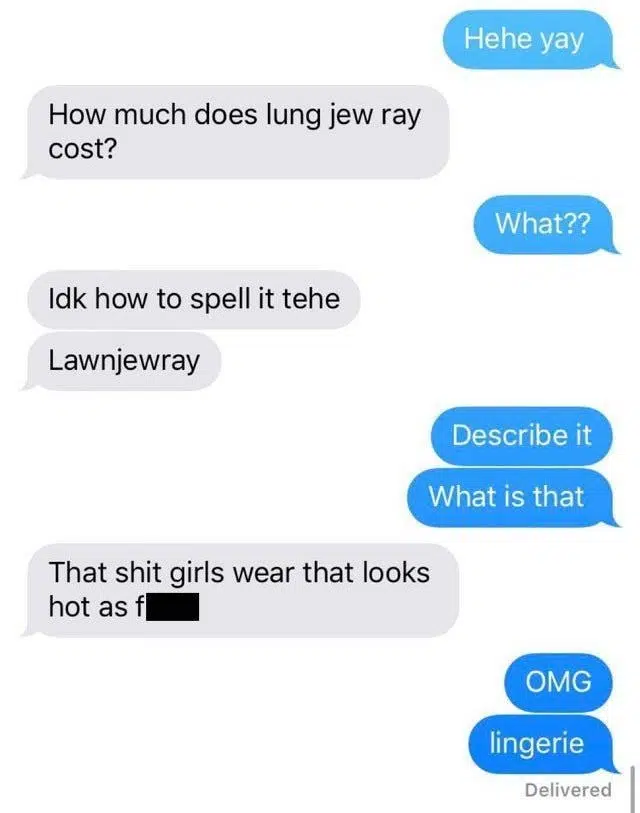 Hehe yay
How much does lung jew ray
cost?
What??
Idk how to spell it tehe
Lawnjewray
Describe it
What is that
That shit girls wear that looks
hot as f
OMG
lingerie
Delivered